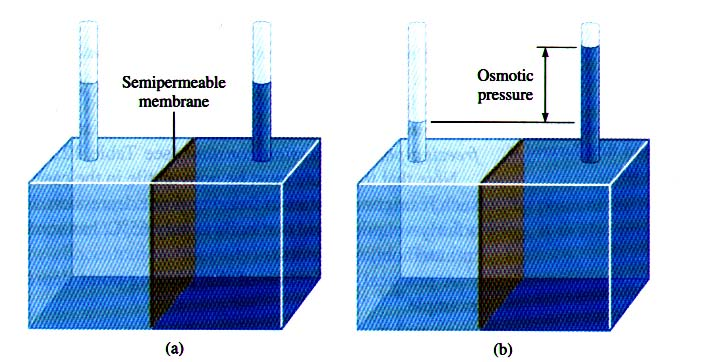 Semipermeable
membrane
Osmotic
pressure
(a)
(b)